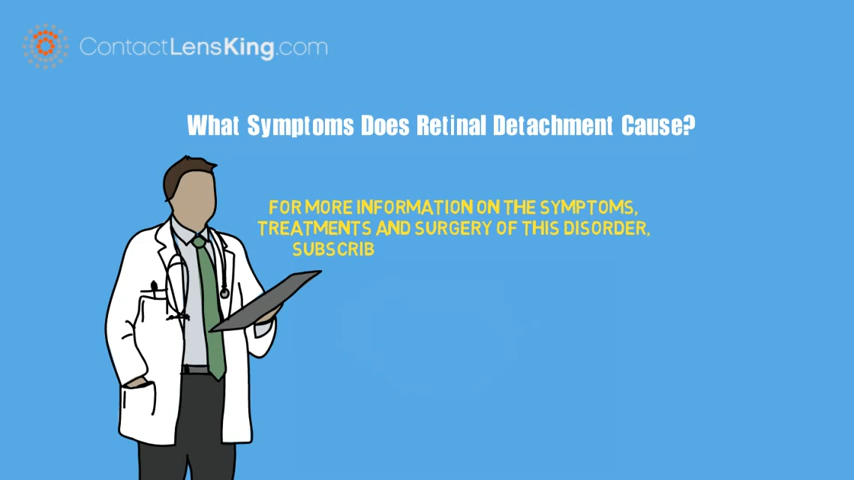 ContactLensKing.com
What Symptoms Does Retinal Detachment Cause?
FOR MORE INFORMATION ON THE SYMPTOMS,
TREATMENTS AND SURGERY OF THIS DISORDER,
SUBSCRIB